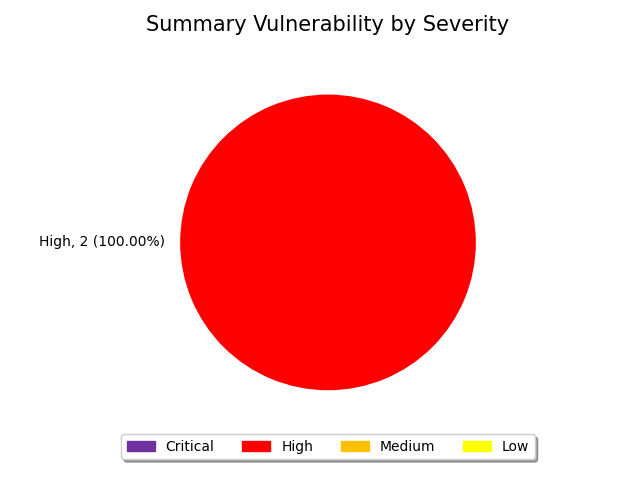 Summary Vulnerability by Severity
High, 2 (100.00%)
Critical High Medium Low